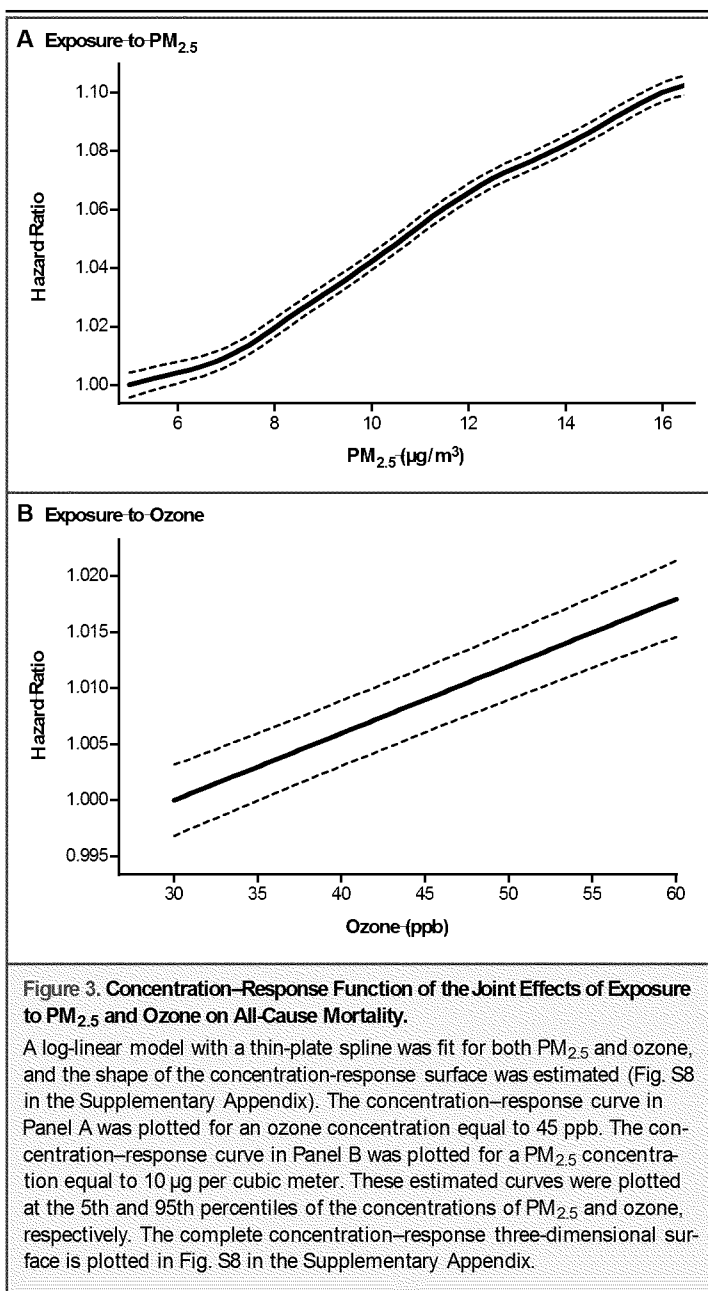 A Exposure to PM2.5
1.10
1.08
1.06
1.04
1.02
1.00
Hazard Ratio
6 8 10 12 14 16
PM2.5 (µg/m³)
B Exposure to Ozone
1.020
1.015
1.010
1.005
1.000
0.995
Hazard Ratio
30 35 40 45 50 55 60
Ozone (ppb)
Figure 3. Concentration–Response Function of the Joint Effects of Exposure
to PM2.5 and Ozone on All-Cause Mortality.
A log-linear model with a thin-plate spline was fit for both PM2.5 and ozone,
and the shape of the concentration-response surface was estimated (Fig. S8
in the Supplementary Appendix). The concentration–response curve in
Panel A was plotted for an ozone concentration equal to 45 ppb. The con-
centration–response curve in Panel B was plotted for a PM2.5 concentra-
tion equal to 10 µg per cubic meter. These estimated curves were plotted
at the 5th and 95th percentiles of the concentrations of PM2.5 and ozone,
respectively. The complete concentration–response three-dimensional sur-
face is plotted in Fig. S8 in the Supplementary Appendix.